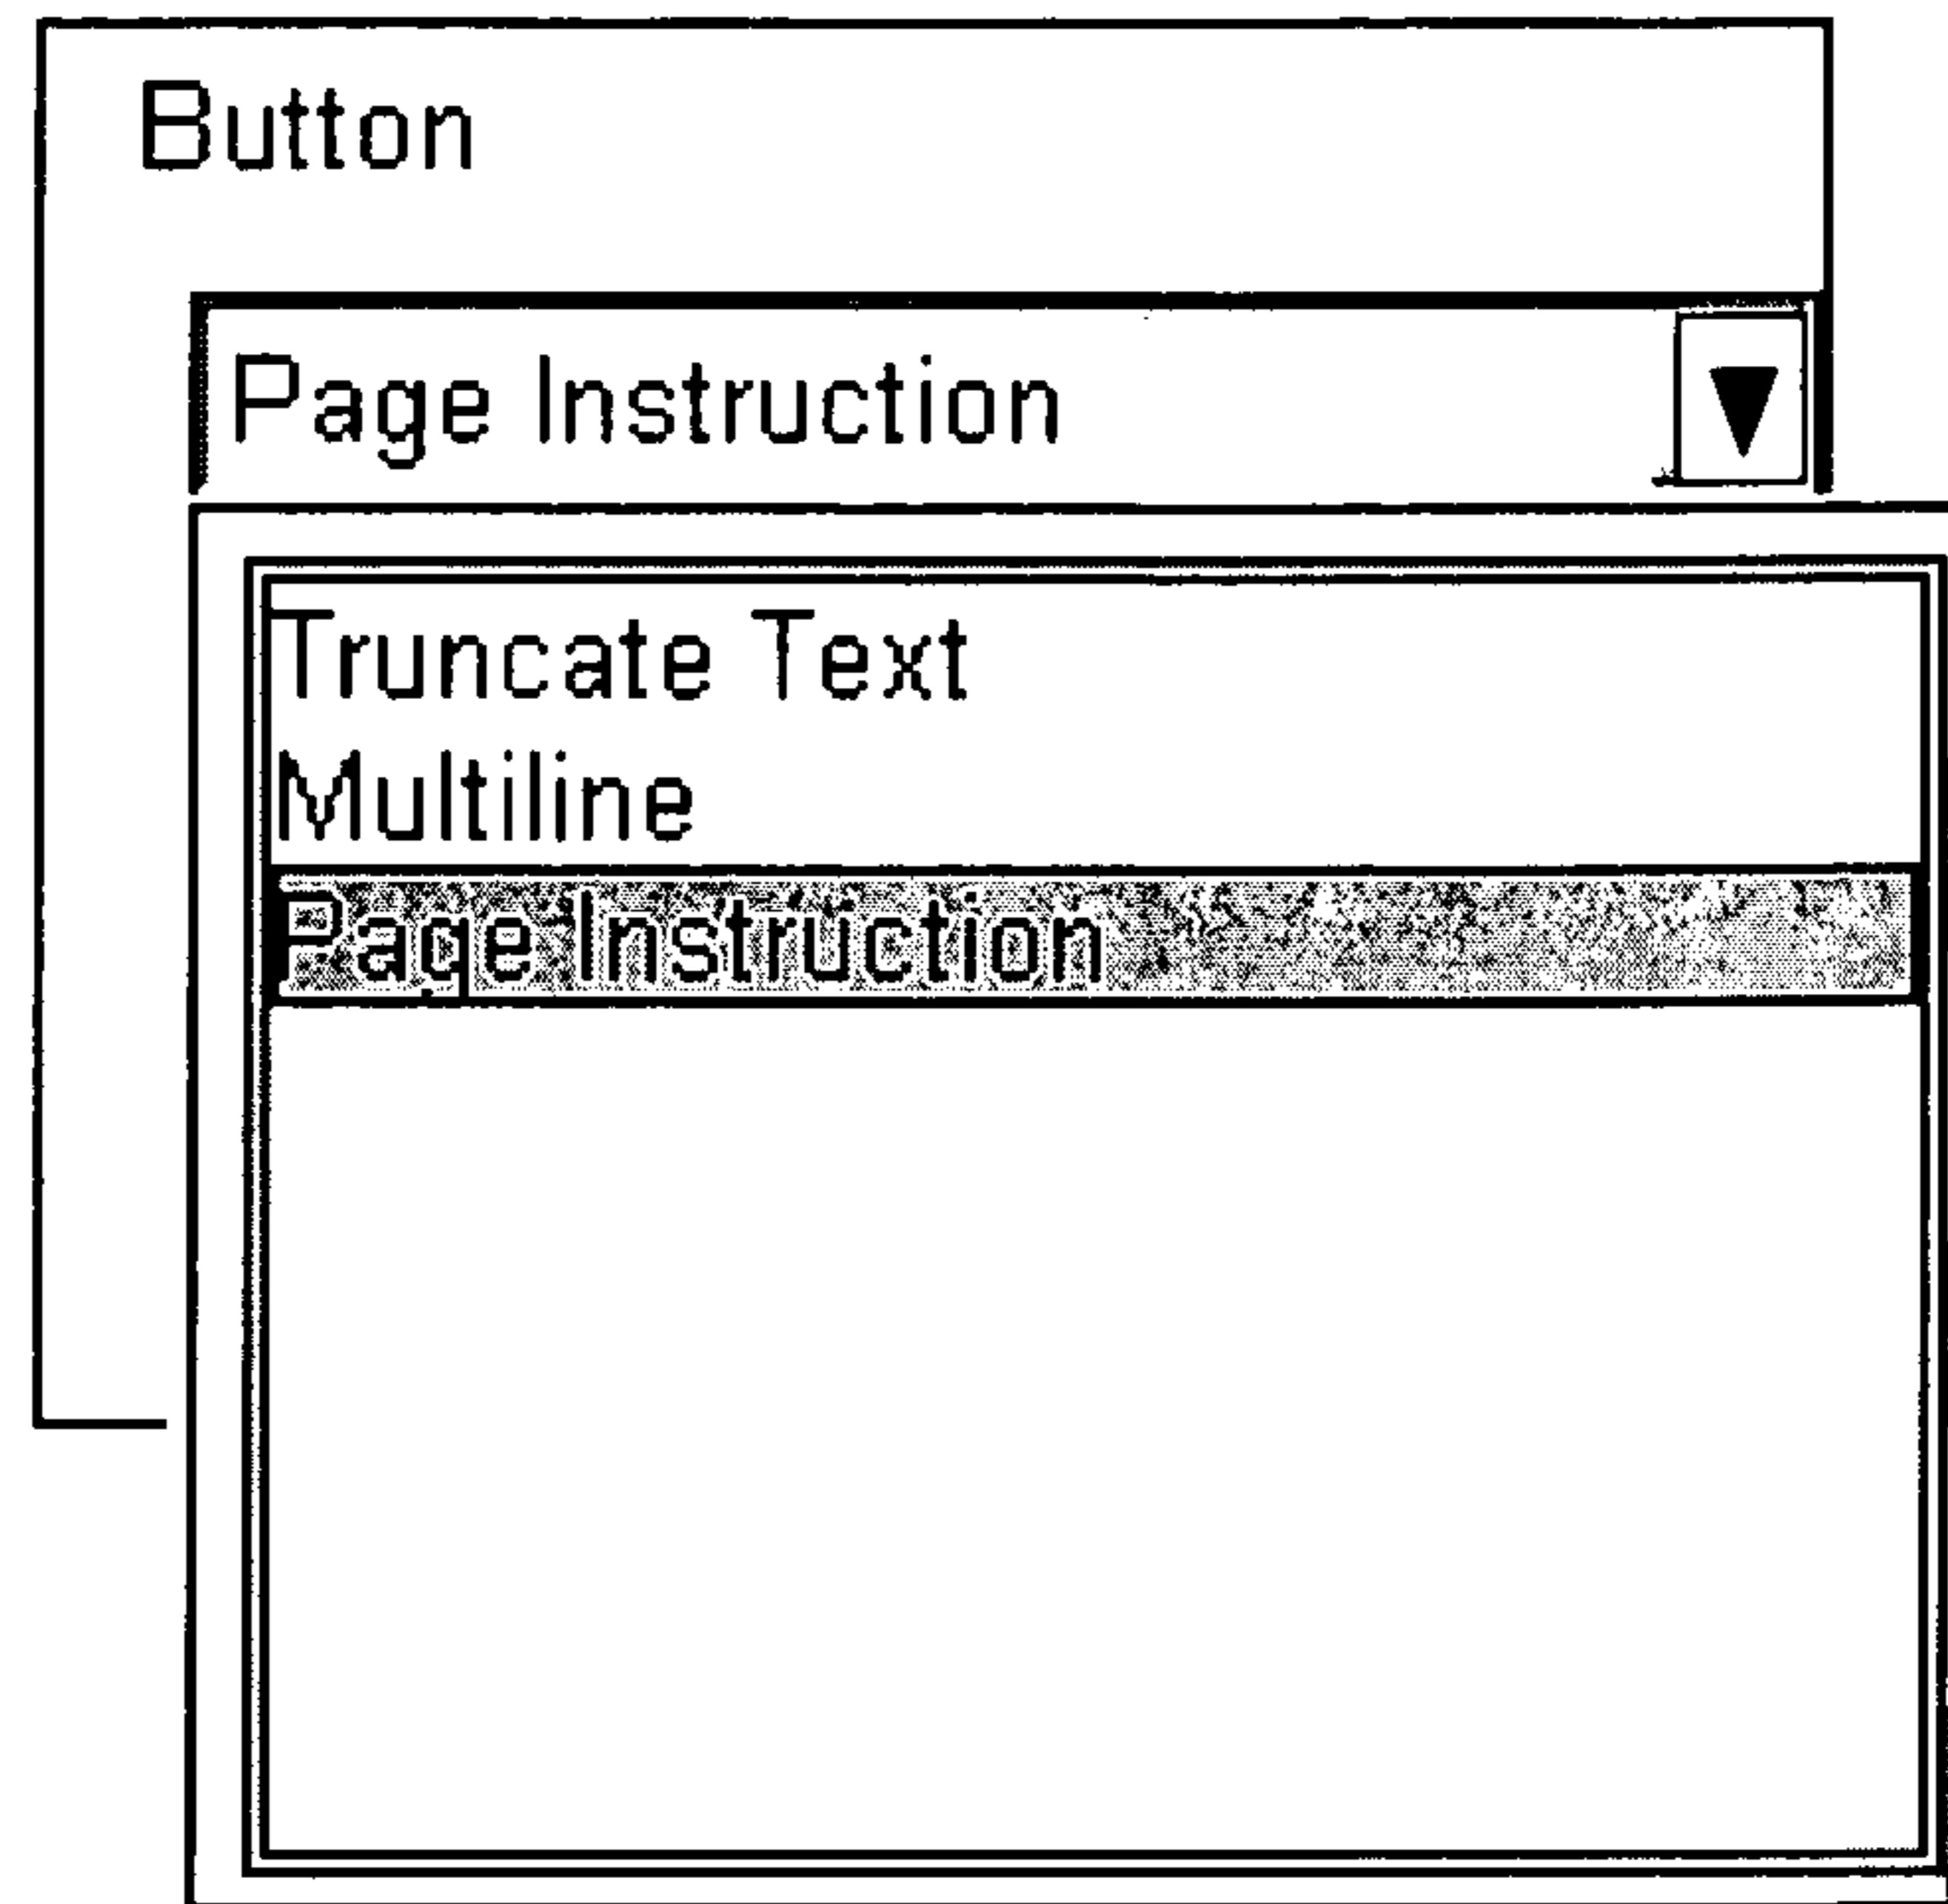 Button
Page Instruction
Truncate Text
Multiline
Page Instruction